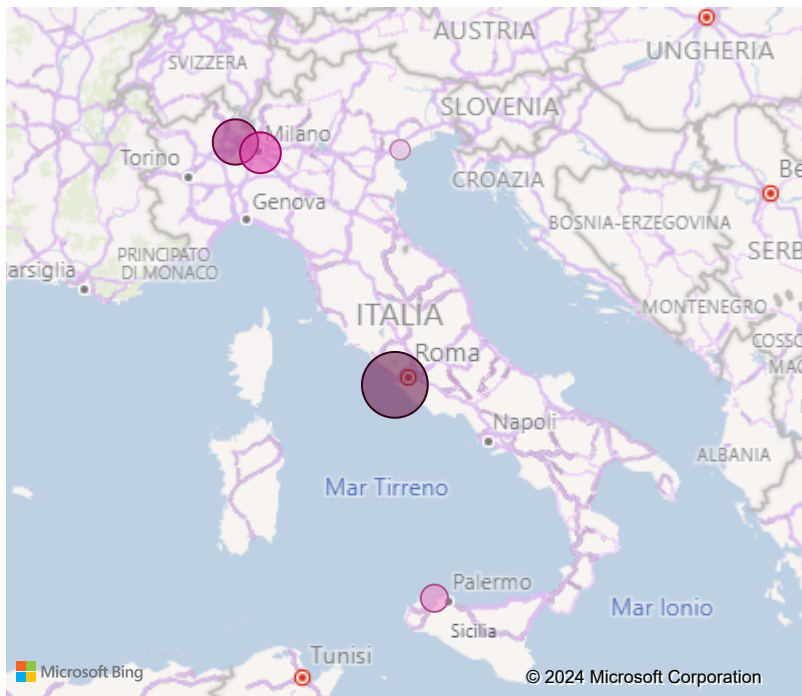 AUSTRIA
UNGHERIA
SVIZZERA
SLOVENIA
Milano
Torino
CROAZIA
Be
Genova
BOSNIA-ERZEGOVINA
PRINCIPATO
DI MONACO
SERB
arsiglia
ITALIA
MONTENEGRO
COSSO
MAC
Roma
Napoli
ALBANIA
Mar Tirreno
Palermo
Mar Ionio
Sicilia
Tunisi
Microsoft Bing
© 2024 Microsoft Corporation